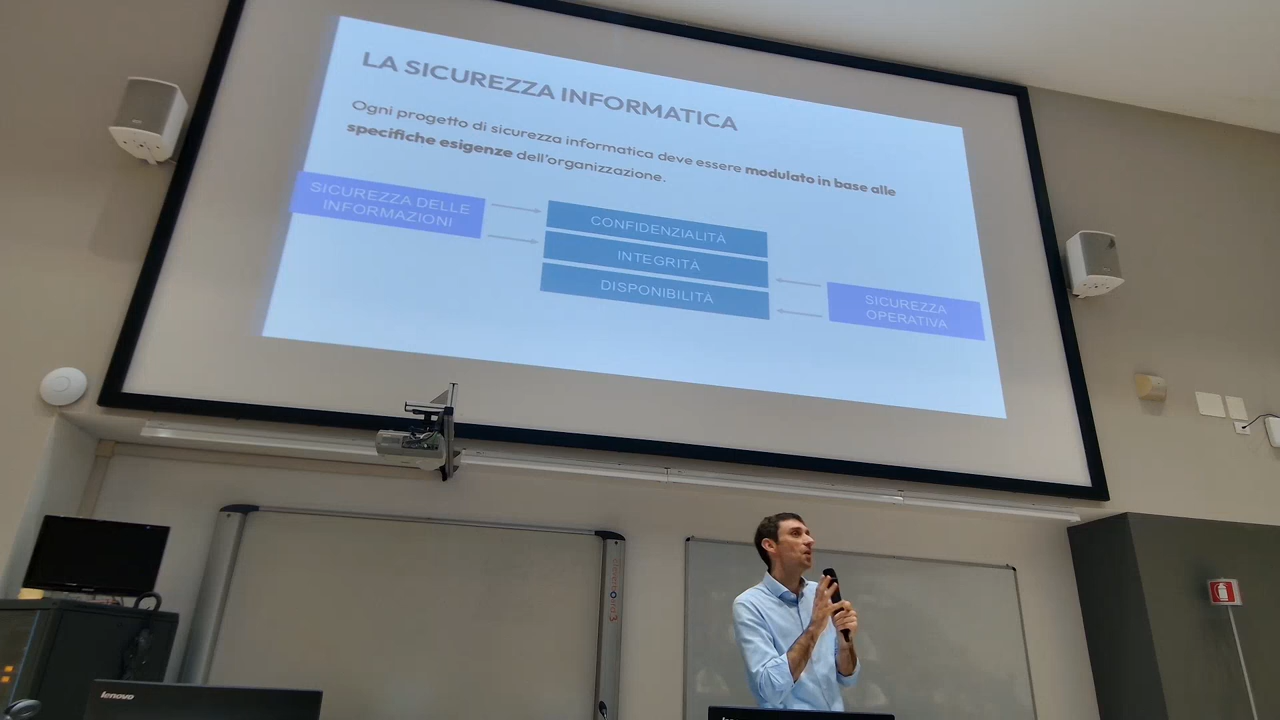 LA SICUREZZA INFORMATICA
Ogni progetto di sicurezza informatica deve essere modulato in base alle
specifiche esigenze dell'organizzazione.
SICUREZZA DELLE
INFORMAZIONI
CONFIDENZIALITÀ
INTEGRITÀ
DISPONIBILITÀ
SICUREZZA
OPERATIVA
lenovo